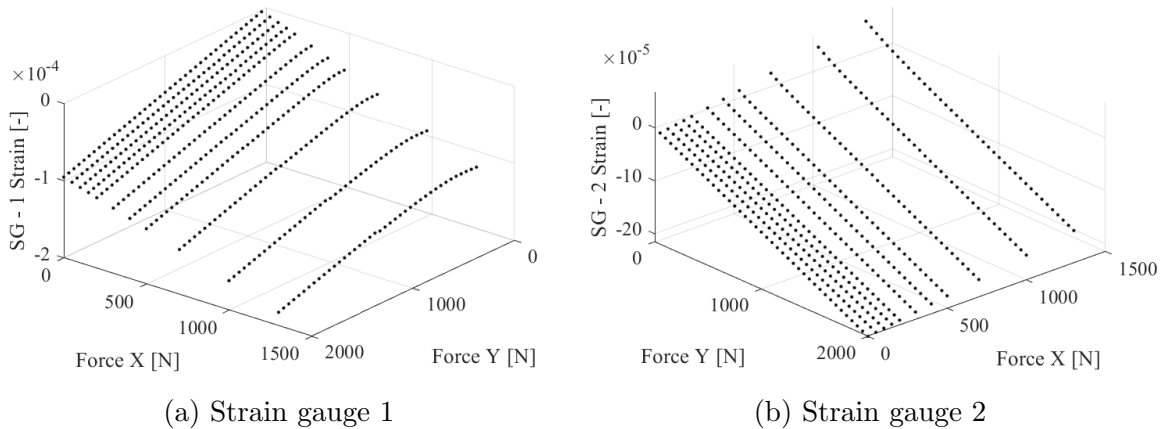 ×10⁻⁴
0
-1
-2
SG - 1 Strain [-]
0
500
1000
1500
Force X [N]
2000
1000
0
Force Y [N]
(a) Strain gauge 1
×10⁻⁵
0
-10
-20
SG - 2 Strain [-]
0
1000
2000
Force Y [N]
0
500
1000
1500
Force X [N]
(b) Strain gauge 2